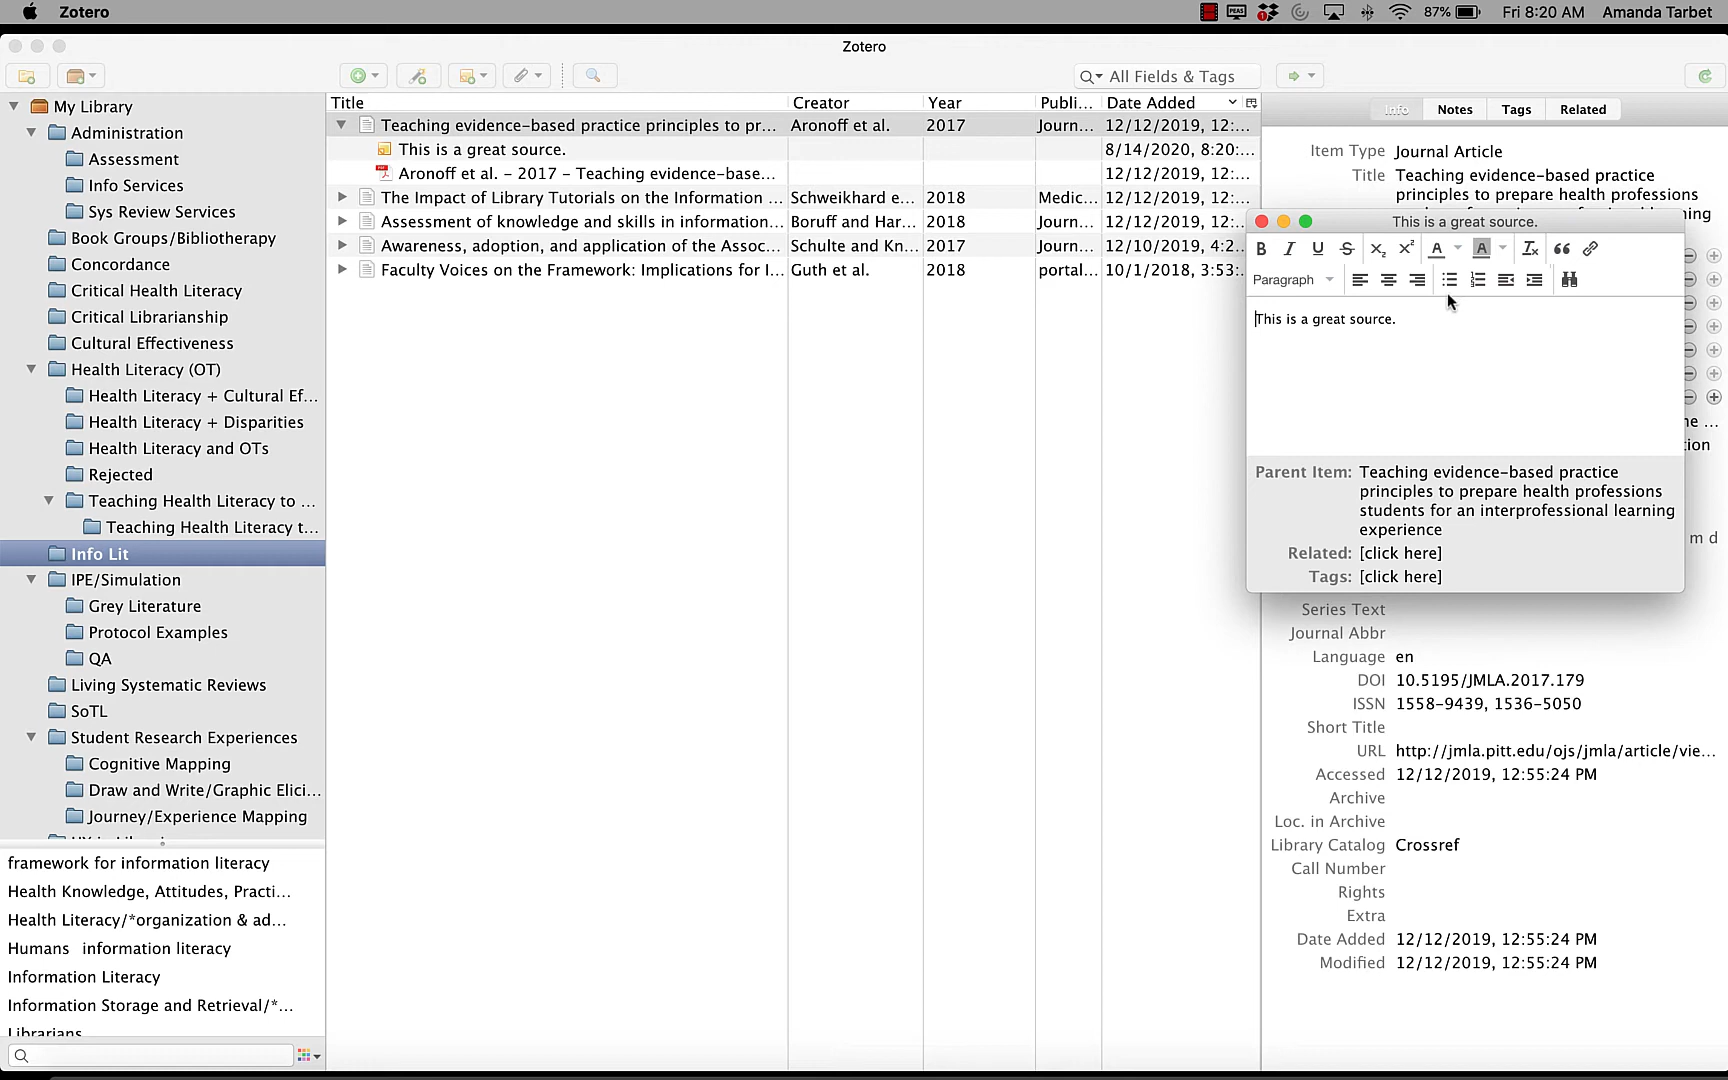 Zotero
87%
Fri 8:20 AM
Amanda Tarbet
Zotero
All Fields & Tags
My Library
Administration
Assessment
Info Services
Sys Review Services
Book Groups/Bibliotherapy
Concordance
Critical Health Literacy
Critical Librarianship
Cultural Effectiveness
Health Literacy (OT)
Health Literacy + Cultural Ef...
Health Literacy + Disparities
Health Literacy and OTs
Rejected
Teaching Health Literacy to ...
Teaching Health Literacy t...
Info Lit
IPE/Simulation
Grey Literature
Protocol Examples
QA
Living Systematic Reviews
SoTL
Student Research Experiences
Cognitive Mapping
Draw and Write/Graphic Elici...
Journey/Experience Mapping
framework for information literacy
Health Knowledge, Attitudes, Practi...
Health Literacy/*organization & ad...
Humans information literacy
Information Literacy
Information Storage and Retrieval/*...
Librarians
Title Creator Year Publi... Date Added
Teaching evidence-based practice principles to pr... Aronoff et al. 2017 Journ... 12/12/2019, 12:...
This is a great source. 8/14/2020, 8:20:...
Aronoff et al. - 2017 - Teaching evidence-base... 12/12/2019, 12:...
The Impact of Library Tutorials on the Information ... Schweikhard e... 2018 Medic... 12/12/2019, 12:...
Assessment of knowledge and skills in information... Boruff and Har... 2018 Journ... 12/12/2019, 12:...
Awareness, adoption, and application of the Assoc... Schulte and Kn... 2017 Journ... 12/10/2019, 4:2...
Faculty Voices on the Framework: Implications for I... Guth et al. 2018 portal... 10/1/2018, 3:53:...
Info Notes Tags Related
Item Type Journal Article
Title Teaching evidence-based practice
principles to prepare health professions
This is a great source.
B I U S X₂ X² A A Tx
Paragraph
This is a great source.
Parent Item: Teaching evidence-based practice
principles to prepare health professions
students for an interprofessional learning
experience
Related: [click here]
Tags: [click here]
Series Text
Journal Abbr
Language en
DOI 10.5195/JMLA.2017.179
ISSN 1558-9439, 1536-5050
Short Title
URL http://jmla.pitt.edu/ojs/jmla/article/vie...
Accessed 12/12/2019, 12:55:24 PM
Archive
Loc. in Archive
Library Catalog Crossref
Call Number
Rights
Extra
Date Added 12/12/2019, 12:55:24 PM
Modified 12/12/2019, 12:55:24 PM